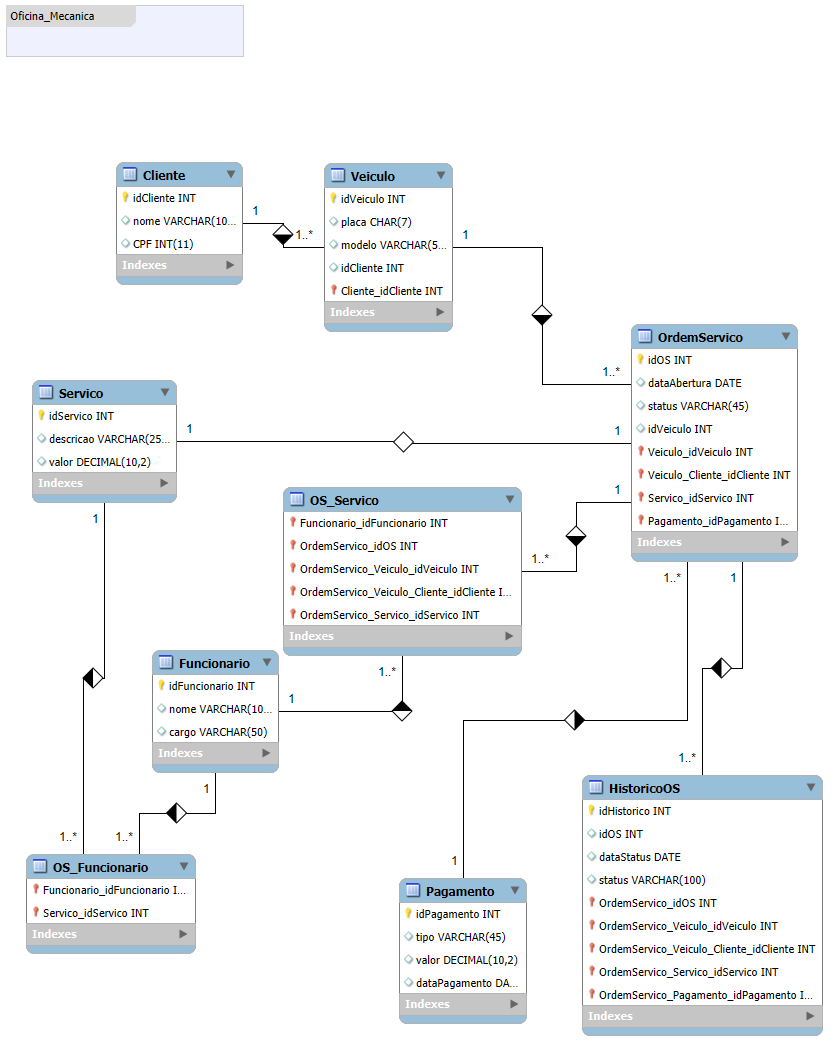 Oficina_Mecanica
Cliente
idCliente INT
nome VARCHAR(10...
CPF INT(11)
Indexes
1
1..*
Veiculo
idVeiculo INT
placa CHAR(7)
modelo VARCHAR(5...
idCliente INT
Cliente_idCliente INT
Indexes
1
1..*
OrdemServico
idOS INT
dataAbertura DATE
status VARCHAR(45)
idVeiculo INT
Veiculo_idVeiculo INT
Veiculo_Cliente_idCliente INT
Servico_idServico INT
Pagamento_idPagamento I...
Indexes
Servico
idServico INT
descricao VARCHAR(25...
valor DECIMAL(10,2)
Indexes
1
1
1
OS_Servico
Funcionario_idFuncionario INT
OrdemServico_idOS INT
OrdemServico_Veiculo_idVeiculo INT
OrdemServico_Veiculo_Cliente_idCliente I...
OrdemServico_Servico_idServico INT
Indexes
1
1..*
1..*
1
1..*
Funcionario
idFuncionario INT
nome VARCHAR(10...
cargo VARCHAR(50)
Indexes
1
1
1..*
1..*
1..*
OS_Funcionario
Funcionario_idFuncionario I...
Servico_idServico INT
Indexes
1
Pagamento
idPagamento INT
tipo VARCHAR(45)
valor DECIMAL(10,2)
dataPagamento DA...
Indexes
HistoricoOS
idHistorico INT
idOS INT
dataStatus DATE
status VARCHAR(100)
OrdemServico_idOS INT
OrdemServico_Veiculo_idVeiculo INT
OrdemServico_Veiculo_Cliente_idCliente INT
OrdemServico_Servico_idServico INT
OrdemServico_Pagamento_idPagamento I...
Indexes